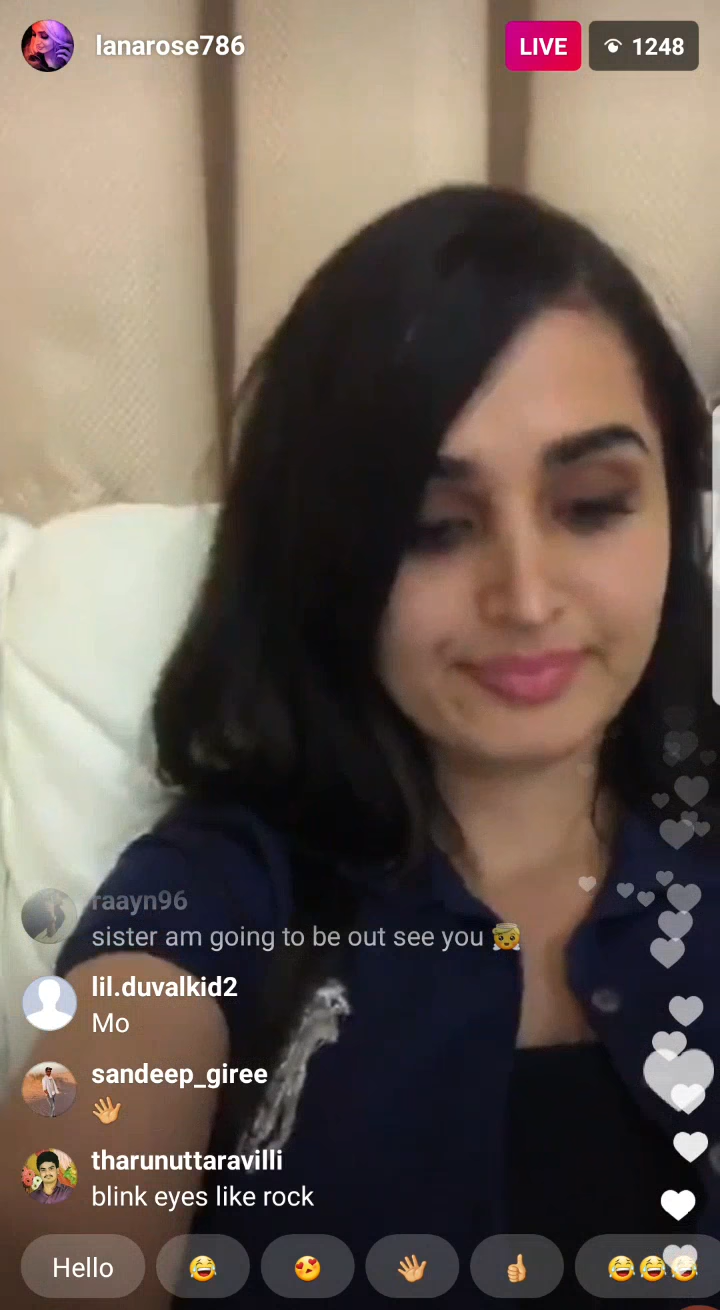 lanarose786
LIVE
1248
raayn96
sister am going to be out see you 😇
lil.duvalkid2
Mo
sandeep_giree
👋
tharunuttaravilli
blink eyes like rock
Hello
😂
😍
👋
👍
😂😂😂